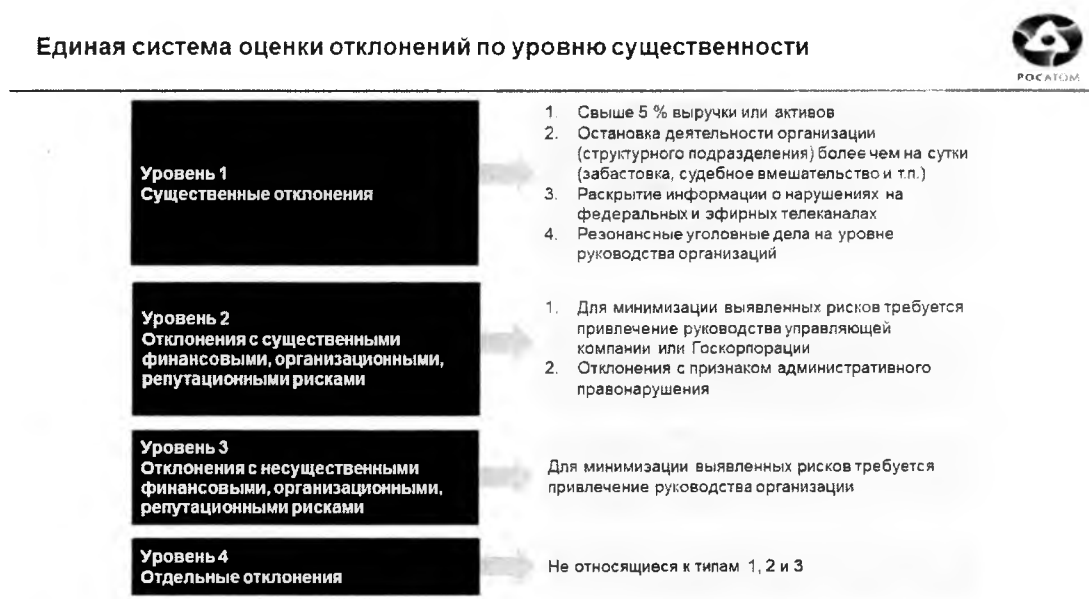 Единая система оценки отклонений по уровню существенности
РОСАТОМ
Уровень 1
Существенные отклонения
1. Свыше 5 % выручки или активов
2. Остановка деятельности организации
(структурного подразделения) более чем на сутки
(забастовка, судебное вмешательство и т.п.)
3. Раскрытие информации о нарушениях на
федеральных и эфирных телеканалах
4. Резонансные уголовные дела на уровне
руководства организаций
Уровень 2
Отклонения с существенными
финансовыми, организационными,
репутационными рисками
1. Для минимизации выявленных рисков требуется
привлечение руководства управляющей
компании или Госкорпорации
2. Отклонения с признаком административного
правонарушения
Уровень 3
Отклонения с несущественными
финансовыми, организационными,
репутационными рисками
Для минимизации выявленных рисков требуется
привлечение руководства организации
Уровень 4
Отдельные отклонения
Не относящиеся к типам 1, 2 и 3